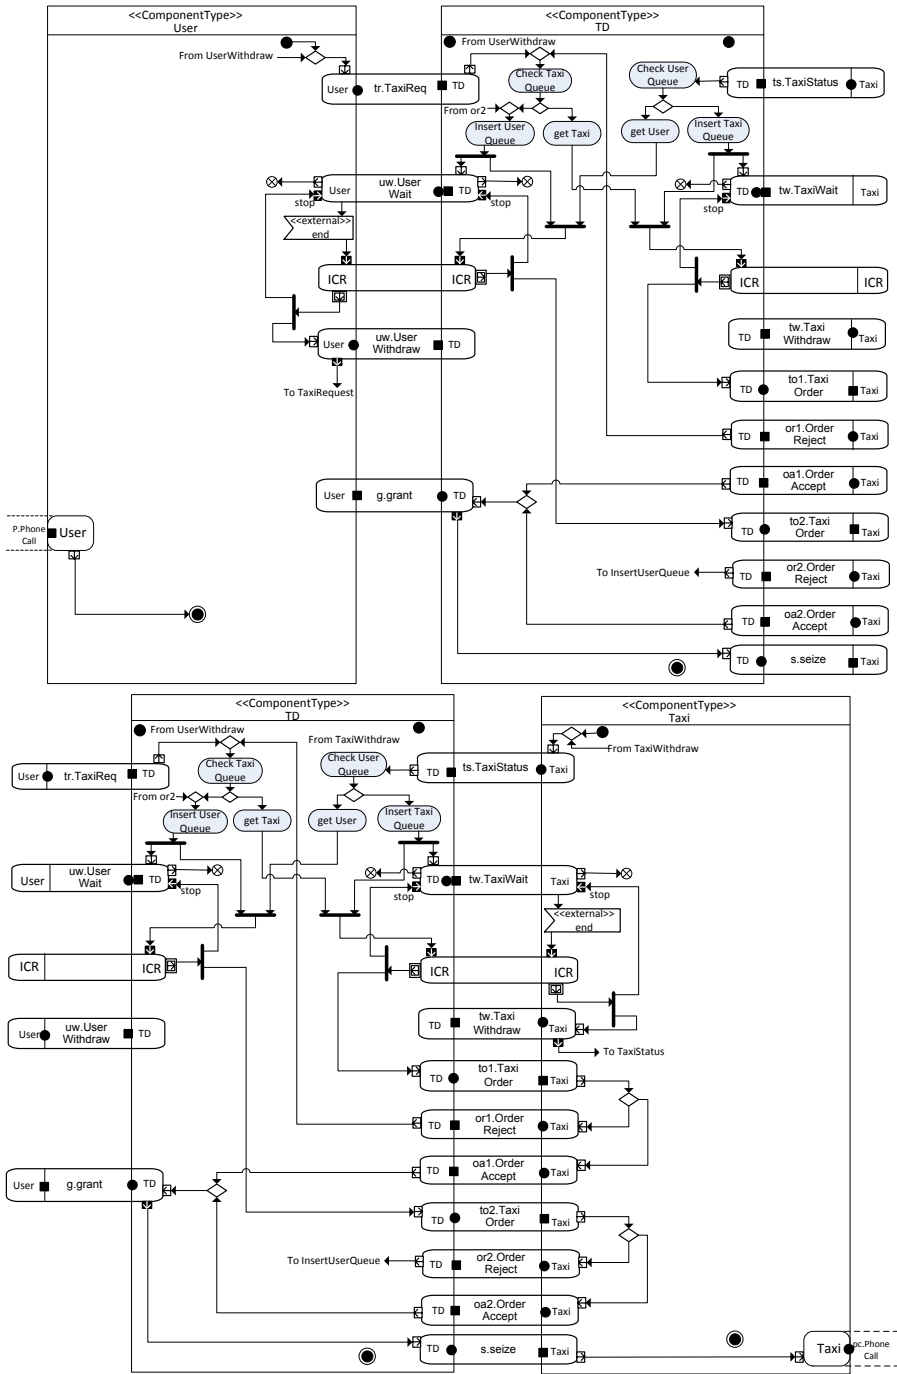 <<ComponentType>>
User
<<ComponentType>>
TD
From UserWithdraw
From UserWithdraw
User
tr.TaxiReq
TD
Check Taxi
Queue
Check User
Queue
TD
ts.TaxiStatus
Taxi
From or2
Insert User
Queue
get Taxi
get User
Insert Taxi
Queue
User
uw.User
Wait
TD
stop
stop
TD
tw.TaxiWait
Taxi
stop
<<external>>
end
ICR
ICR
ICR
ICR
User
uw.User
Withdraw
TD
TD
tw.Taxi
Withdraw
Taxi
To TaxiRequest
TD
to1.Taxi
Order
Taxi
TD
or1.Order
Reject
Taxi
User
g.grant
TD
TD
oa1.Order
Accept
Taxi
P.Phone
Call
User
TD
to2.Taxi
Order
Taxi
To InsertUserQueue
TD
or2.Order
Reject
Taxi
TD
oa2.Order
Accept
Taxi
TD
s.seize
Taxi
<<ComponentType>>
TD
<<ComponentType>>
Taxi
From UserWithdraw
From TaxiWithdraw
From TaxiWithdraw
User
tr.TaxiReq
TD
Check Taxi
Queue
Check User
Queue
TD
ts.TaxiStatus
Taxi
From or2
Insert User
Queue
get Taxi
get User
Insert Taxi
Queue
User
uw.User
Wait
TD
stop
TD
tw.TaxiWait
Taxi
stop
stop
<<external>>
end
ICR
ICR
ICR
ICR
User
uw.User
Withdraw
TD
TD
tw.Taxi
Withdraw
Taxi
To TaxiStatus
TD
to1.Taxi
Order
Taxi
TD
or1.Order
Reject
Taxi
User
g.grant
TD
TD
oa1.Order
Accept
Taxi
TD
to2.Taxi
Order
Taxi
To InsertUserQueue
TD
or2.Order
Reject
Taxi
TD
oa2.Order
Accept
Taxi
TD
s.seize
Taxi
Taxi
pc.Phone
Call